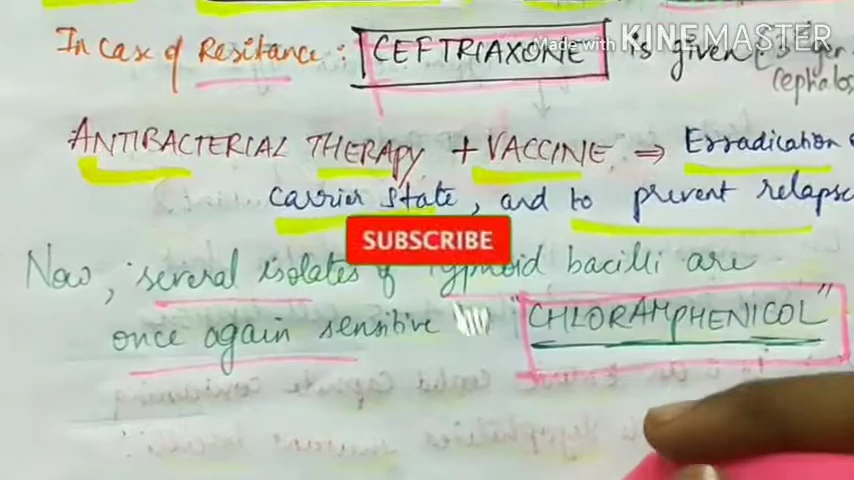 Made with KINEMASTER
In Case of Resitance : CEFTRIAXONE is given
ANTIBACTERIAL THERAPY + VACCINE ⇒ Erradication
carrier state, and to prevent relapse
SUBSCRIBE
Now, several isolates of Typhoid bacilli are
once again sensitive "CHLORAMPHENICOL"